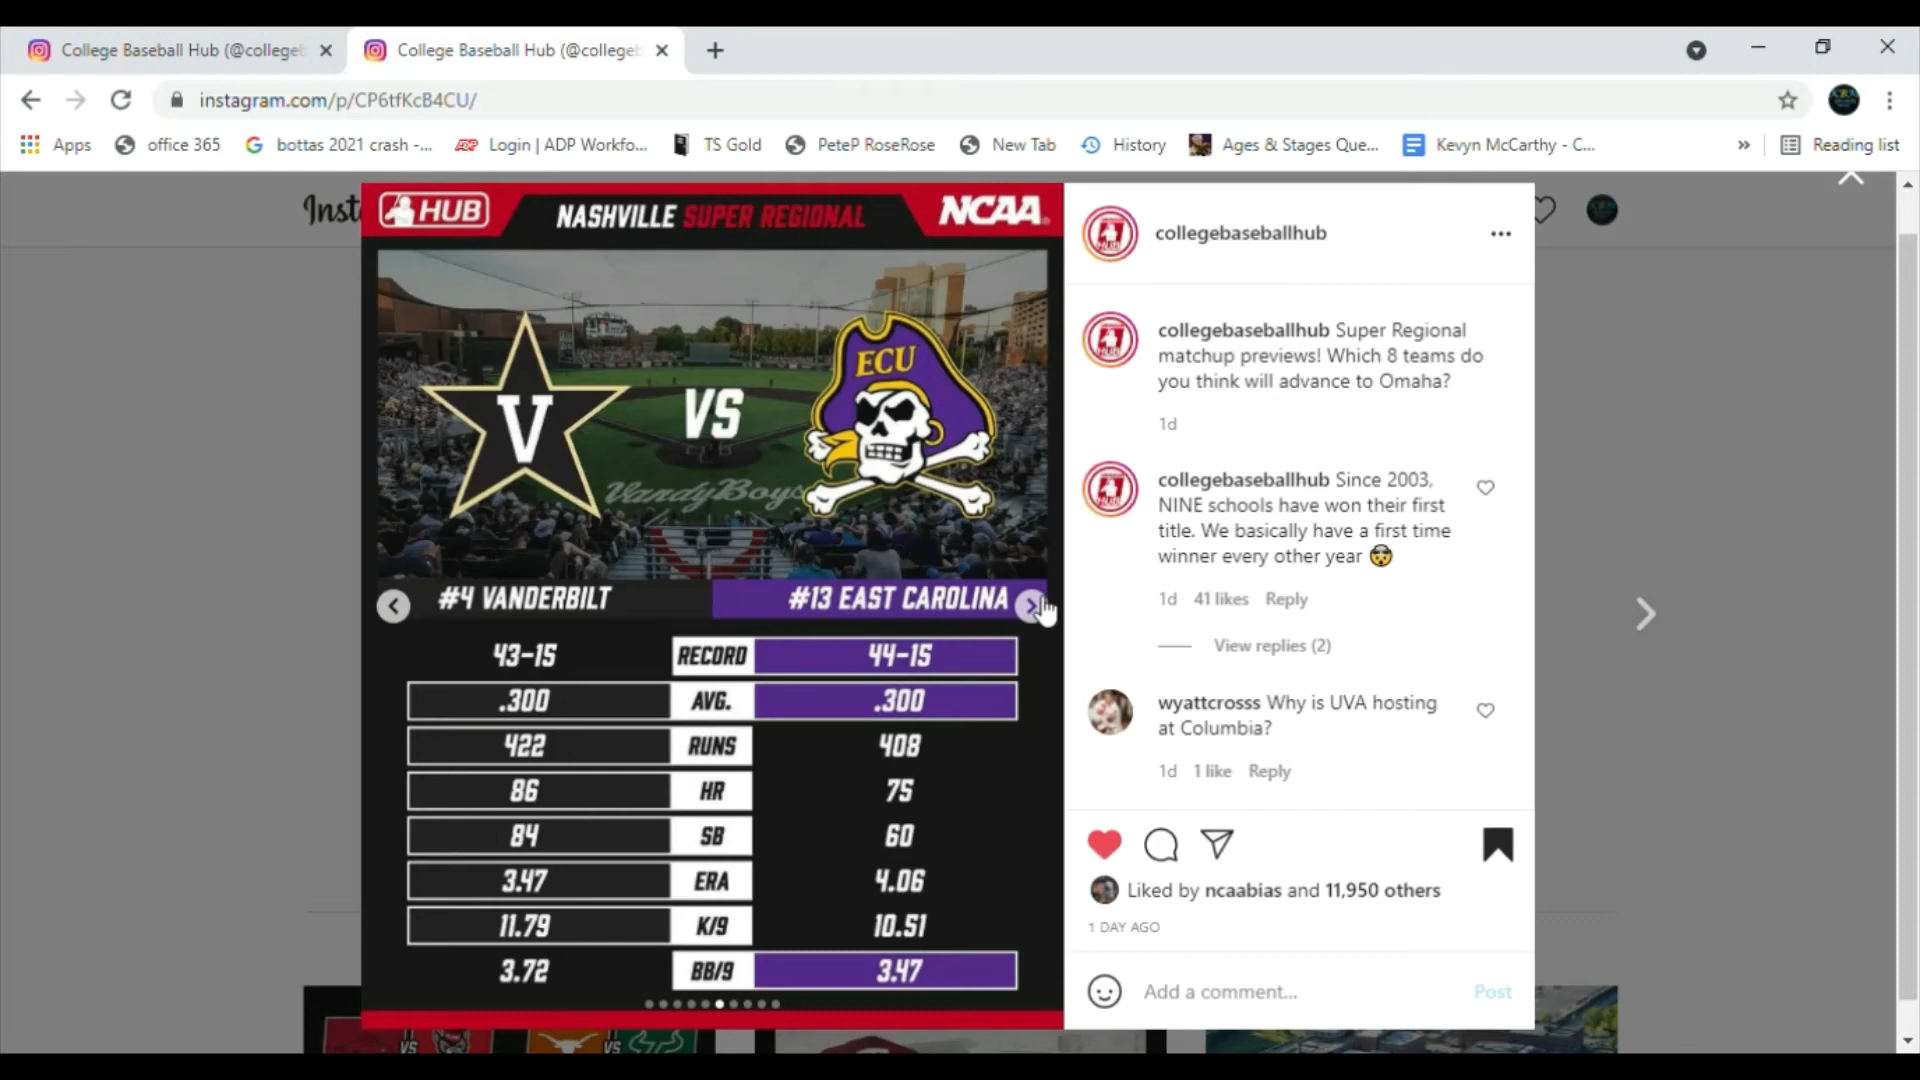 College Baseball Hub (@colleget
College Baseball Hub (@colleget
instagram.com/p/CP6tfKcB4CU/
Apps
office 365
bottas 2021 crash -...
Login | ADP Workfo...
TS Gold
PeteP RoseRose
New Tab
History
Ages & Stages Que...
Kevyn McCarthy - C...
»
Reading list
Inst
HUB
NASHVILLE SUPER REGIONAL
NCAA
ECU
V
VS
VandyBoys
#4 VANDERBILT
#13 EAST CAROLINA
43-15 RECORD 44-15
.300 AVG. .300
422 RUNS 408
86 HR 75
84 SB 60
3.47 ERA 4.06
11.79 K/9 10.51
3.72 BB/9 3.47
collegebaseballhub
collegebaseballhub Super Regional
matchup previews! Which 8 teams do
you think will advance to Omaha?
1d
collegebaseballhub Since 2003,
NINE schools have won their first
title. We basically have a first time
winner every other year 🤯
1d 41 likes Reply
View replies (2)
wyattcrosss Why is UVA hosting
at Columbia?
1d 1 like Reply
Liked by ncaabias and 11,950 others
1 DAY AGO
Add a comment...
Post
VS
VS